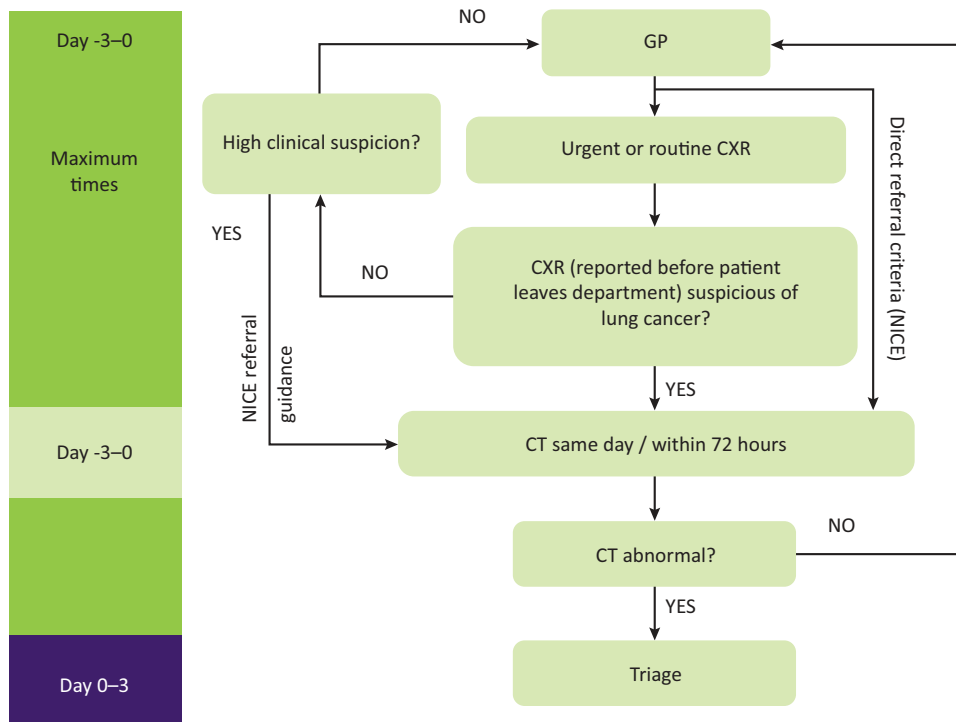 Day -3–0
Maximum
times
Day -3–0
Day 0–3
NO
GP
High clinical suspicion?
Urgent or routine CXR
Direct referral criteria (NICE)
YES
NO
CXR (reported before patient
leaves department) suspicious of
lung cancer?
NICE referral
guidance
YES
CT same day / within 72 hours
NO
CT abnormal?
YES
Triage